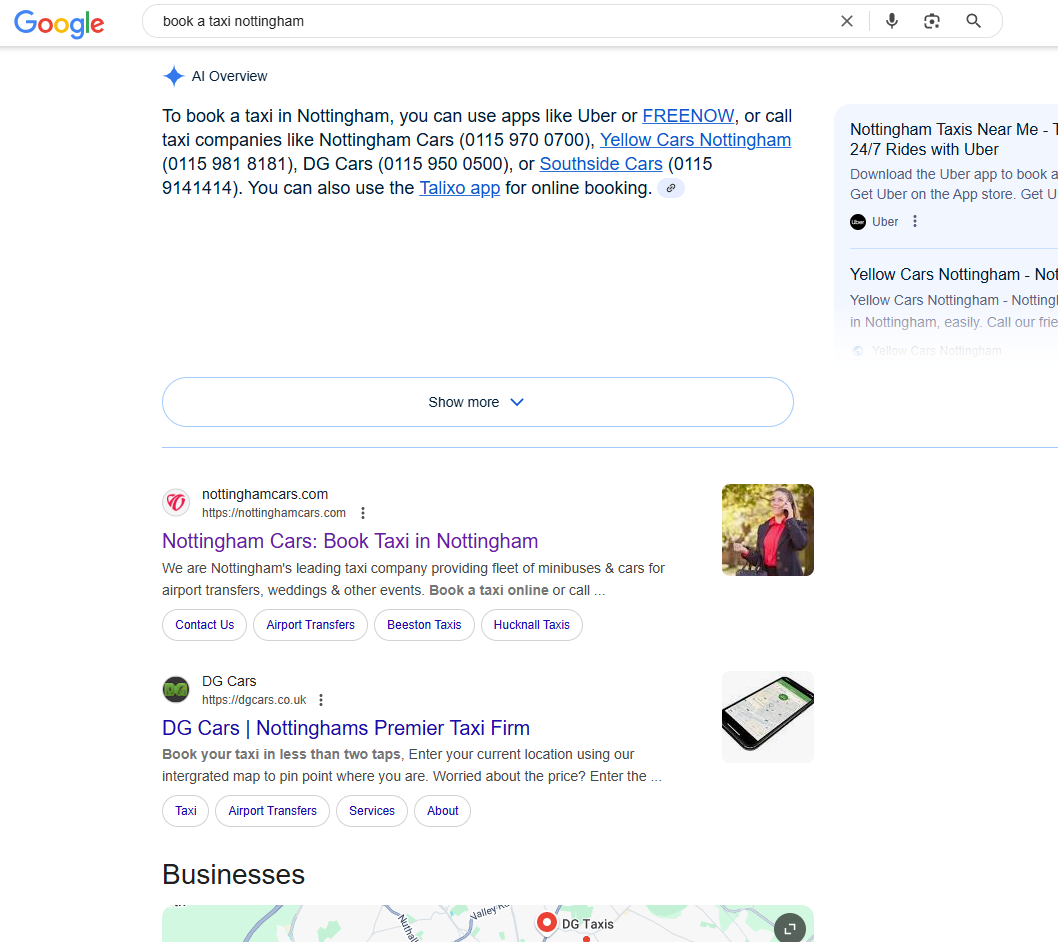 Google
book a taxi nottingham
AI Overview
To book a taxi in Nottingham, you can use apps like Uber or FREENOW, or call
taxi companies like Nottingham Cars (0115 970 0700), Yellow Cars Nottingham
(0115 981 8181), DG Cars (0115 950 0500), or Southside Cars (0115
9141414). You can also use the Talixo app for online booking.
Nottingham Taxis Near Me - T
24/7 Rides with Uber
Download the Uber app to book a
Get Uber on the App store. Get U
Uber
Uber
Yellow Cars Nottingham - Not
Yellow Cars Nottingham - Notting
in Nottingham, easily. Call our frie
Yellow Cars Nottingham
Show more
nottinghamcars.com
https://nottinghamcars.com
Nottingham Cars: Book Taxi in Nottingham
We are Nottingham's leading taxi company providing fleet of minibuses & cars for
airport transfers, weddings & other events. Book a taxi online or call ...
Contact Us
Airport Transfers
Beeston Taxis
Hucknall Taxis
DG
DG Cars
https://dgcars.co.uk
DG Cars | Nottinghams Premier Taxi Firm
Book your taxi in less than two taps, Enter your current location using our
intergrated map to pin point where you are. Worried about the price? Enter the ...
Taxi
Airport Transfers
Services
About
Businesses
Nuthall
Valley Ro
DG Taxis